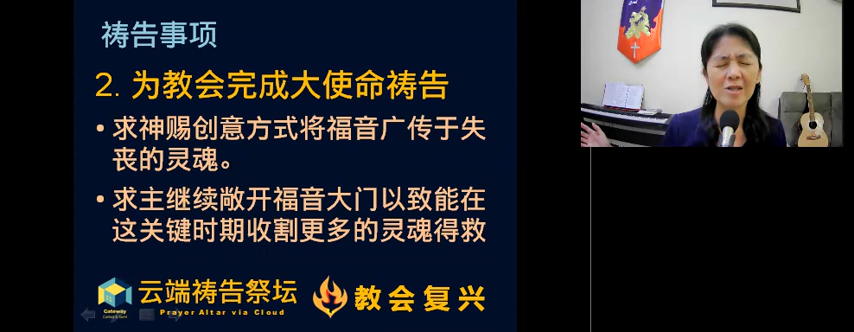 祷告事项
2. 为教会完成大使命祷告
• 求神赐创意方式将福音广传于失
丧的灵魂。
• 求主继续敞开福音大门以致能在
这关键时期收割更多的灵魂得救
云端祷告祭坛
Prayer Altar via Cloud
Gateway
教会复兴